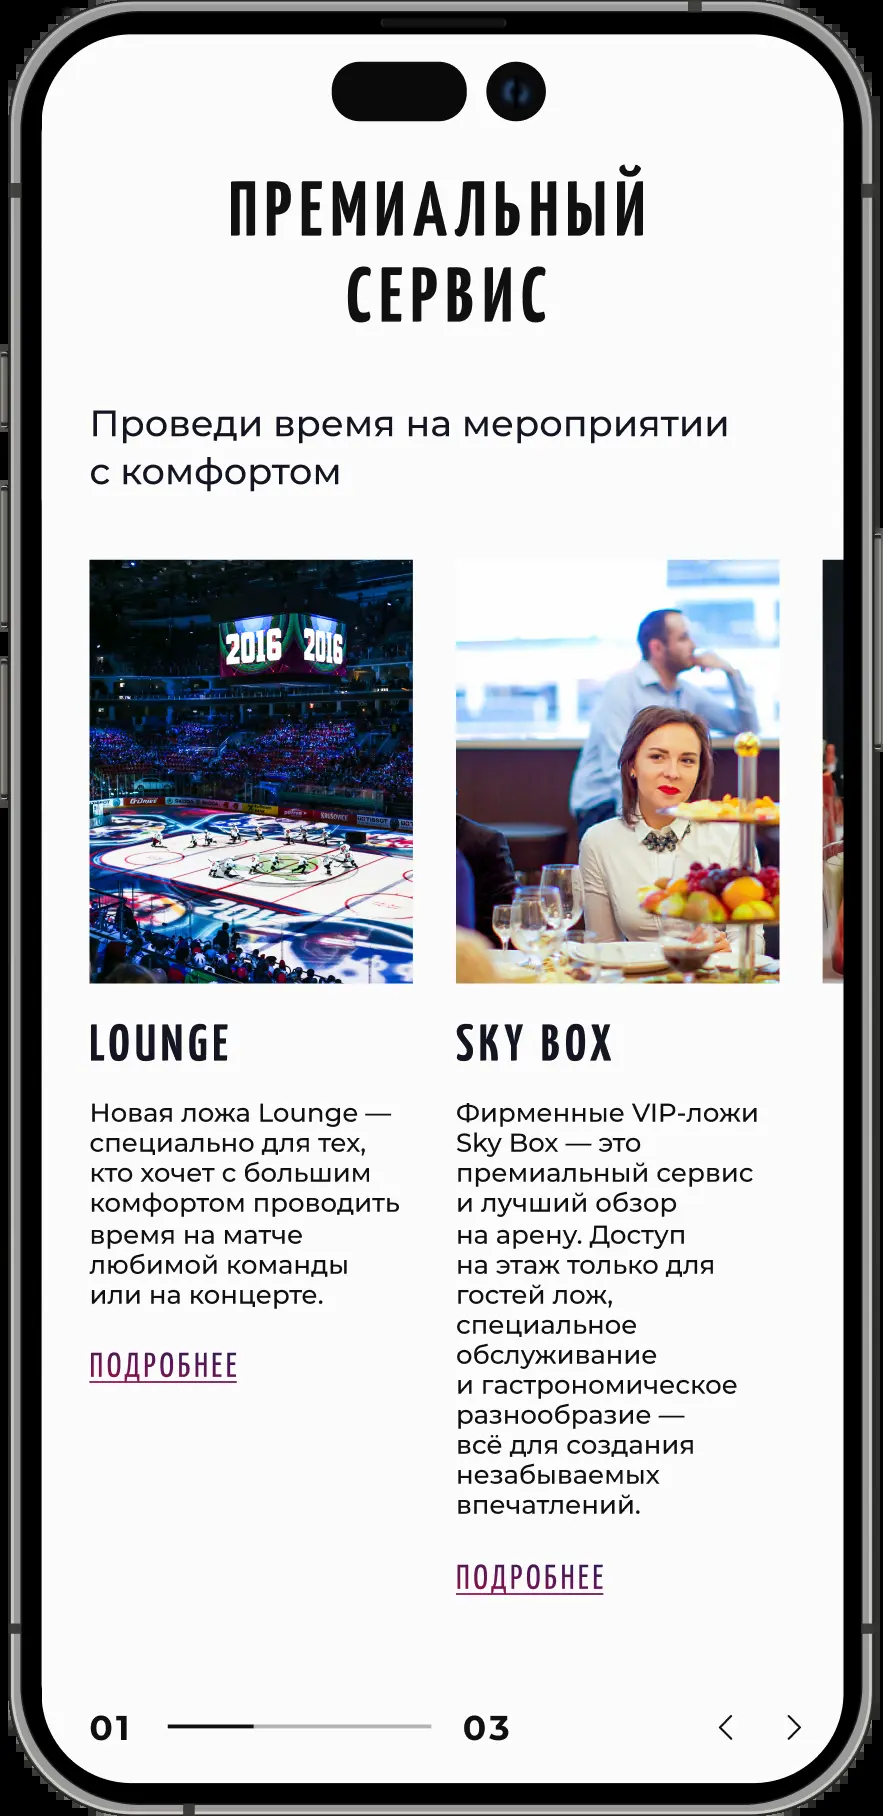 ПРЕМИАЛЬНЫЙ
СЕРВИС
Проведи время на мероприятии
с комфортом
2016 2016
LOUNGE
Новая ложа Lounge —
специально для тех,
кто хочет с большим
комфортом проводить
время на матче
любимой команды
или на концерте.
ПОДРОБНЕЕ
SKY BOX
Фирменные VIP-ложи
Sky Box — это
премиальный сервис
и лучший обзор
на арену. Доступ
на этаж только для
гостей лож,
специальное
обслуживание
и гастрономическое
разнообразие —
всё для создания
незабываемых
впечатлений.
ПОДРОБНЕЕ
01
03